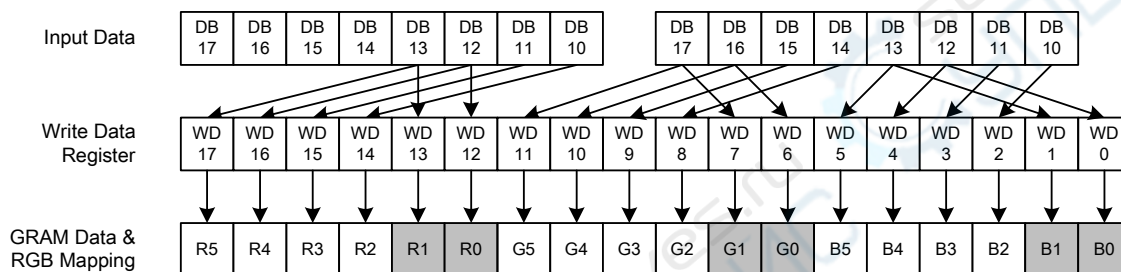 Input Data DB 17 DB 16 DB 15 DB 14 DB 13 DB 12 DB 11 DB 10 DB 17 DB 16 DB 15 DB 14 DB 13 DB 12 DB 11 DB 10
Write Data Register WD 17 WD 16 WD 15 WD 14 WD 13 WD 12 WD 11 WD 10 WD 9 WD 8 WD 7 WD 6 WD 5 WD 4 WD 3 WD 2 WD 1 WD 0
GRAM Data & RGB Mapping R5 R4 R3 R2 R1 R0 G5 G4 G3 G2 G1 G0 B5 B4 B3 B2 B1 B0